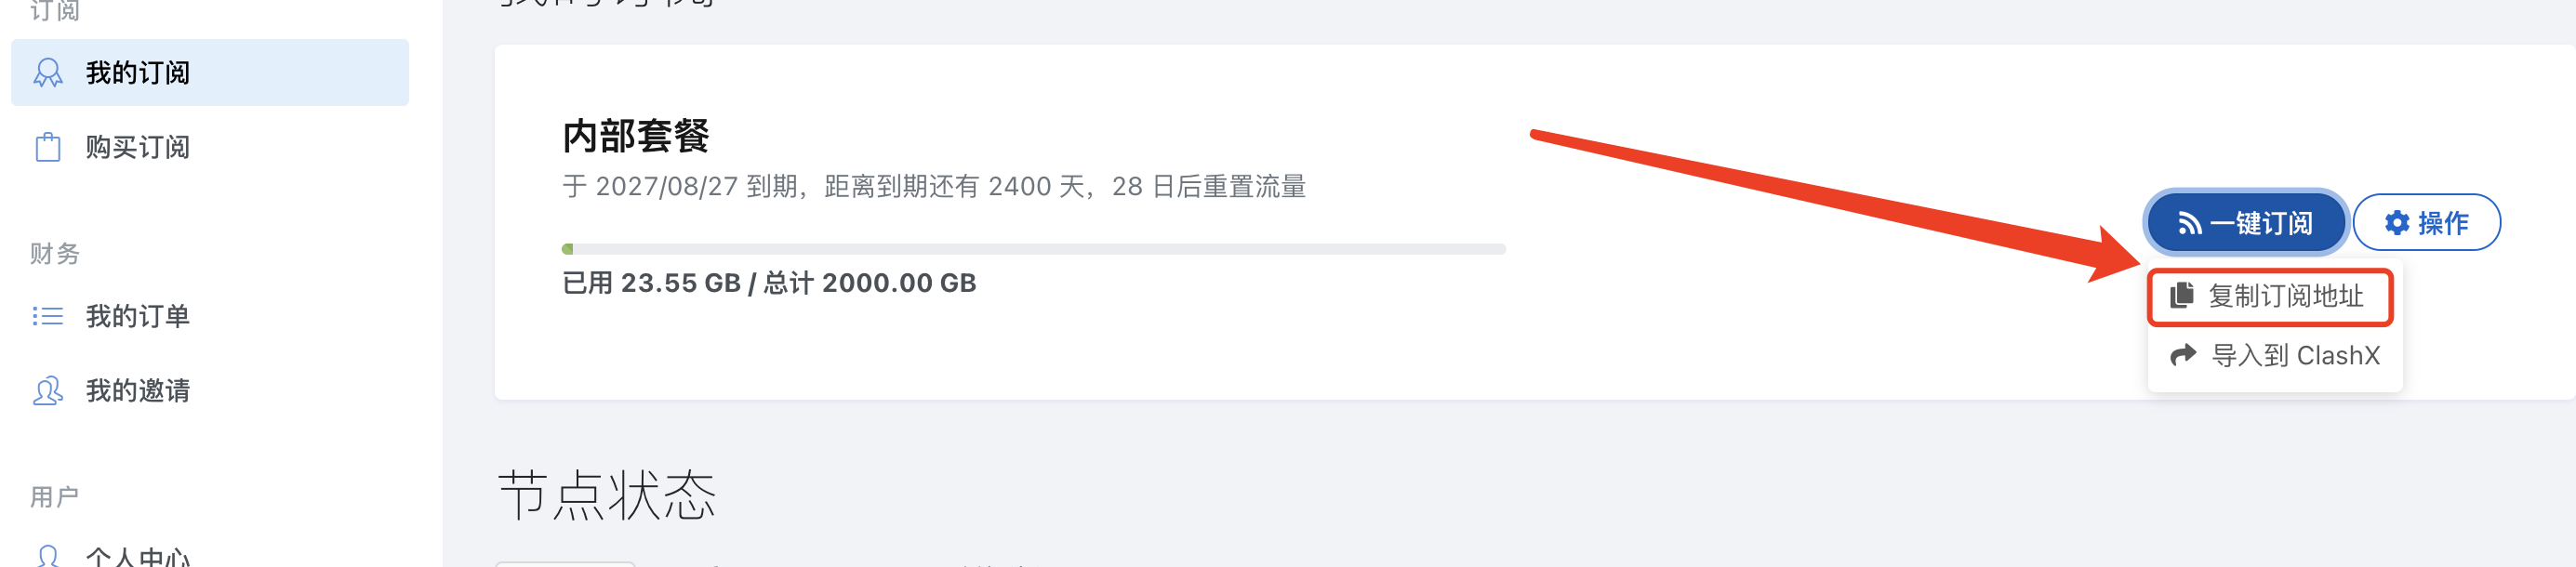 订阅
我的订阅
购买订阅
财务
我的订单
我的邀请
用户
个人中心
内部套餐
于 2027/08/27 到期，距离到期还有 2400 天，28 日后重置流量
已用 23.55 GB / 总计 2000.00 GB
一键订阅
操作
复制订阅地址
导入到 ClashX
节点状态